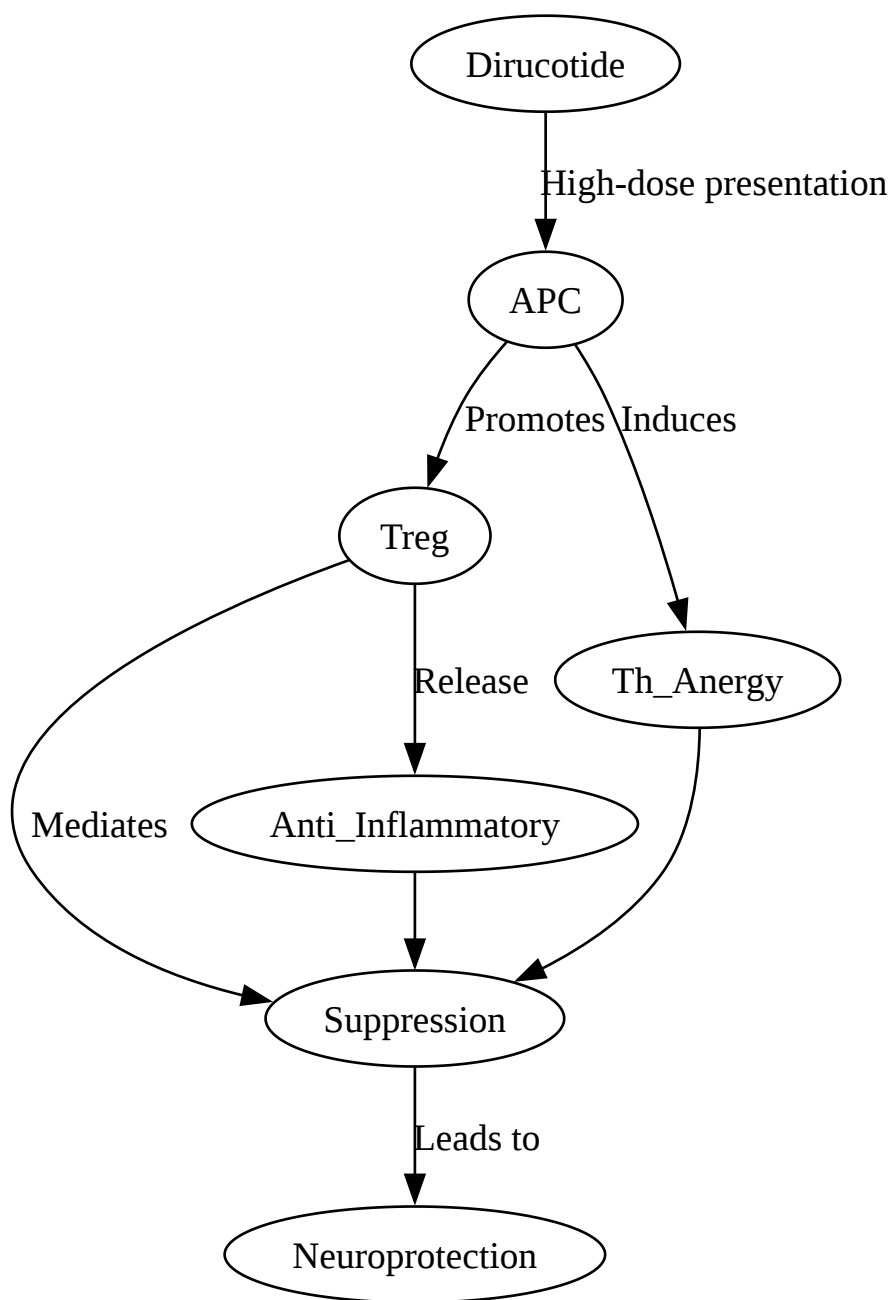 Dirucotide
High-dose presentation
APC
Promotes
Induces
Treg
Release
Th_Anergy
Mediates
Anti_Inflammatory
Suppression
Leads to
Neuroprotection